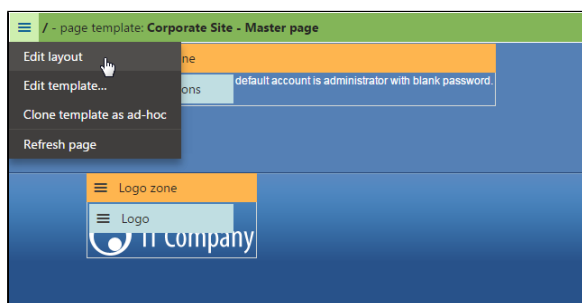 / - page template: Corporate Site - Master page
Edit layout
ne
Edit template...
ons
default account is administrator with blank password.
Clone template as ad-hoc
Refresh page
Logo zone
Logo
IT Company